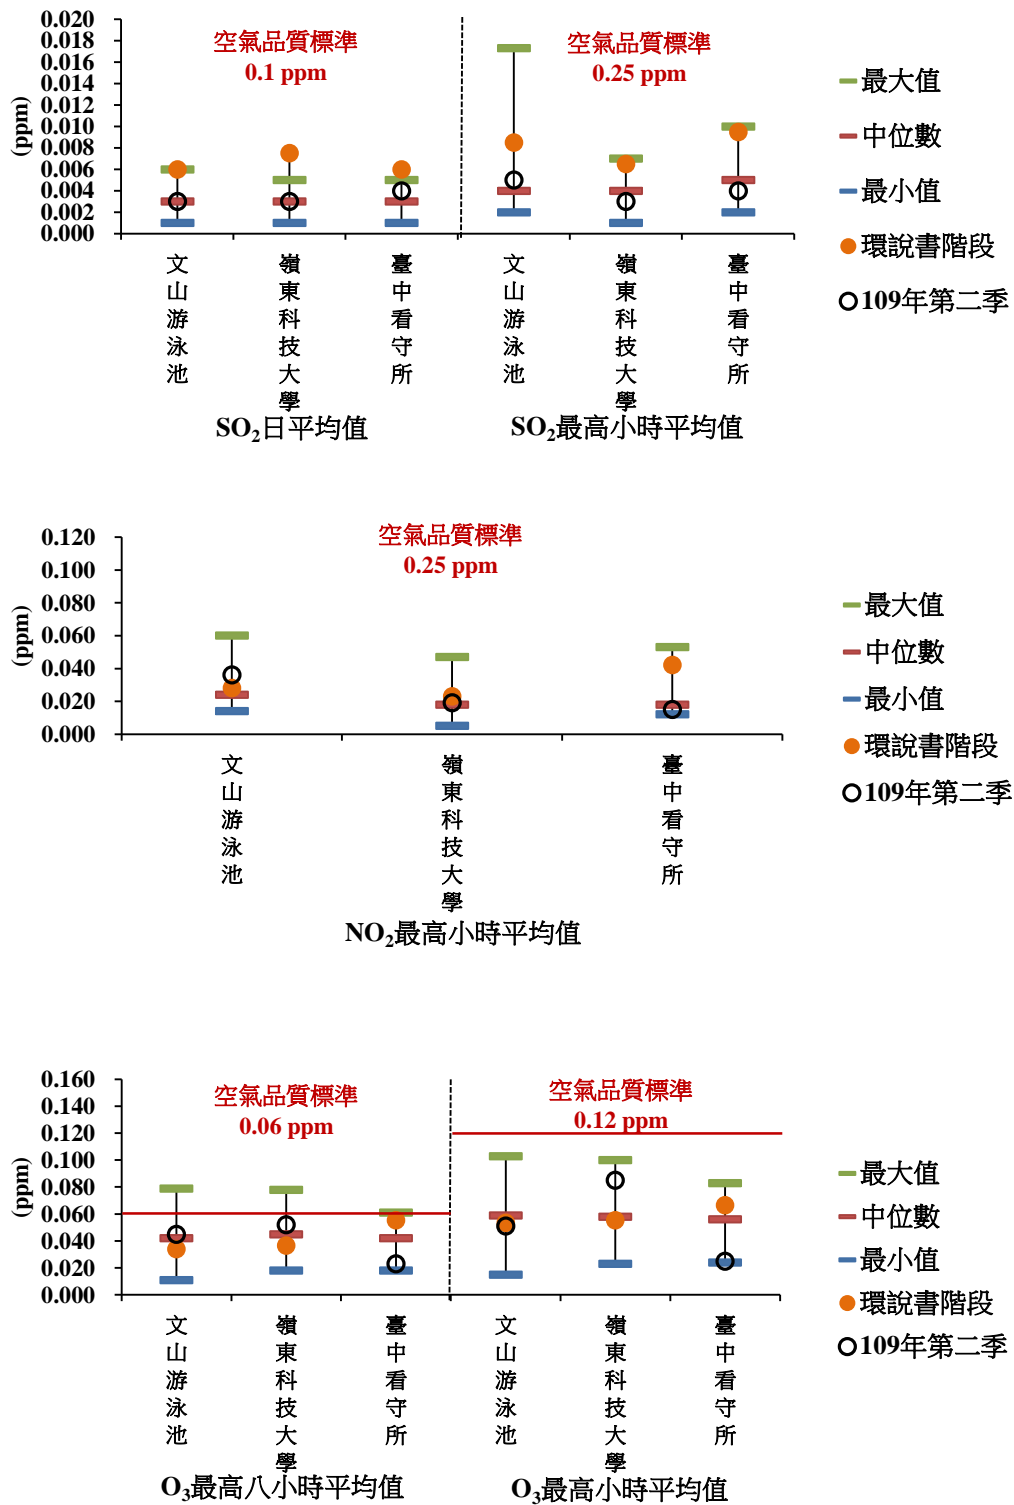 0.020
0.018
0.016
0.014
0.012
0.010
0.008
0.006
0.004
0.002
0.000
(ppm)
空氣品質標準
0.1 ppm
空氣品質標準
0.25 ppm
最大值
中位數
最小值
環說書階段
109年第二季
文山游泳池
嶺東科技大學
臺中看守所
文山游泳池
嶺東科技大學
臺中看守所
SO2日平均值
SO2最高小時平均值
0.120
0.100
0.080
0.060
0.040
0.020
0.000
(ppm)
空氣品質標準
0.25 ppm
最大值
中位數
最小值
環說書階段
109年第二季
文山游泳池
嶺東科技大學
臺中看守所
NO2最高小時平均值
0.160
0.140
0.120
0.100
0.080
0.060
0.040
0.020
0.000
(ppm)
空氣品質標準
0.06 ppm
空氣品質標準
0.12 ppm
最大值
中位數
最小值
環說書階段
109年第二季
文山游泳池
嶺東科技大學
臺中看守所
文山游泳池
嶺東科技大學
臺中看守所
O3最高八小時平均值
O3最高小時平均值